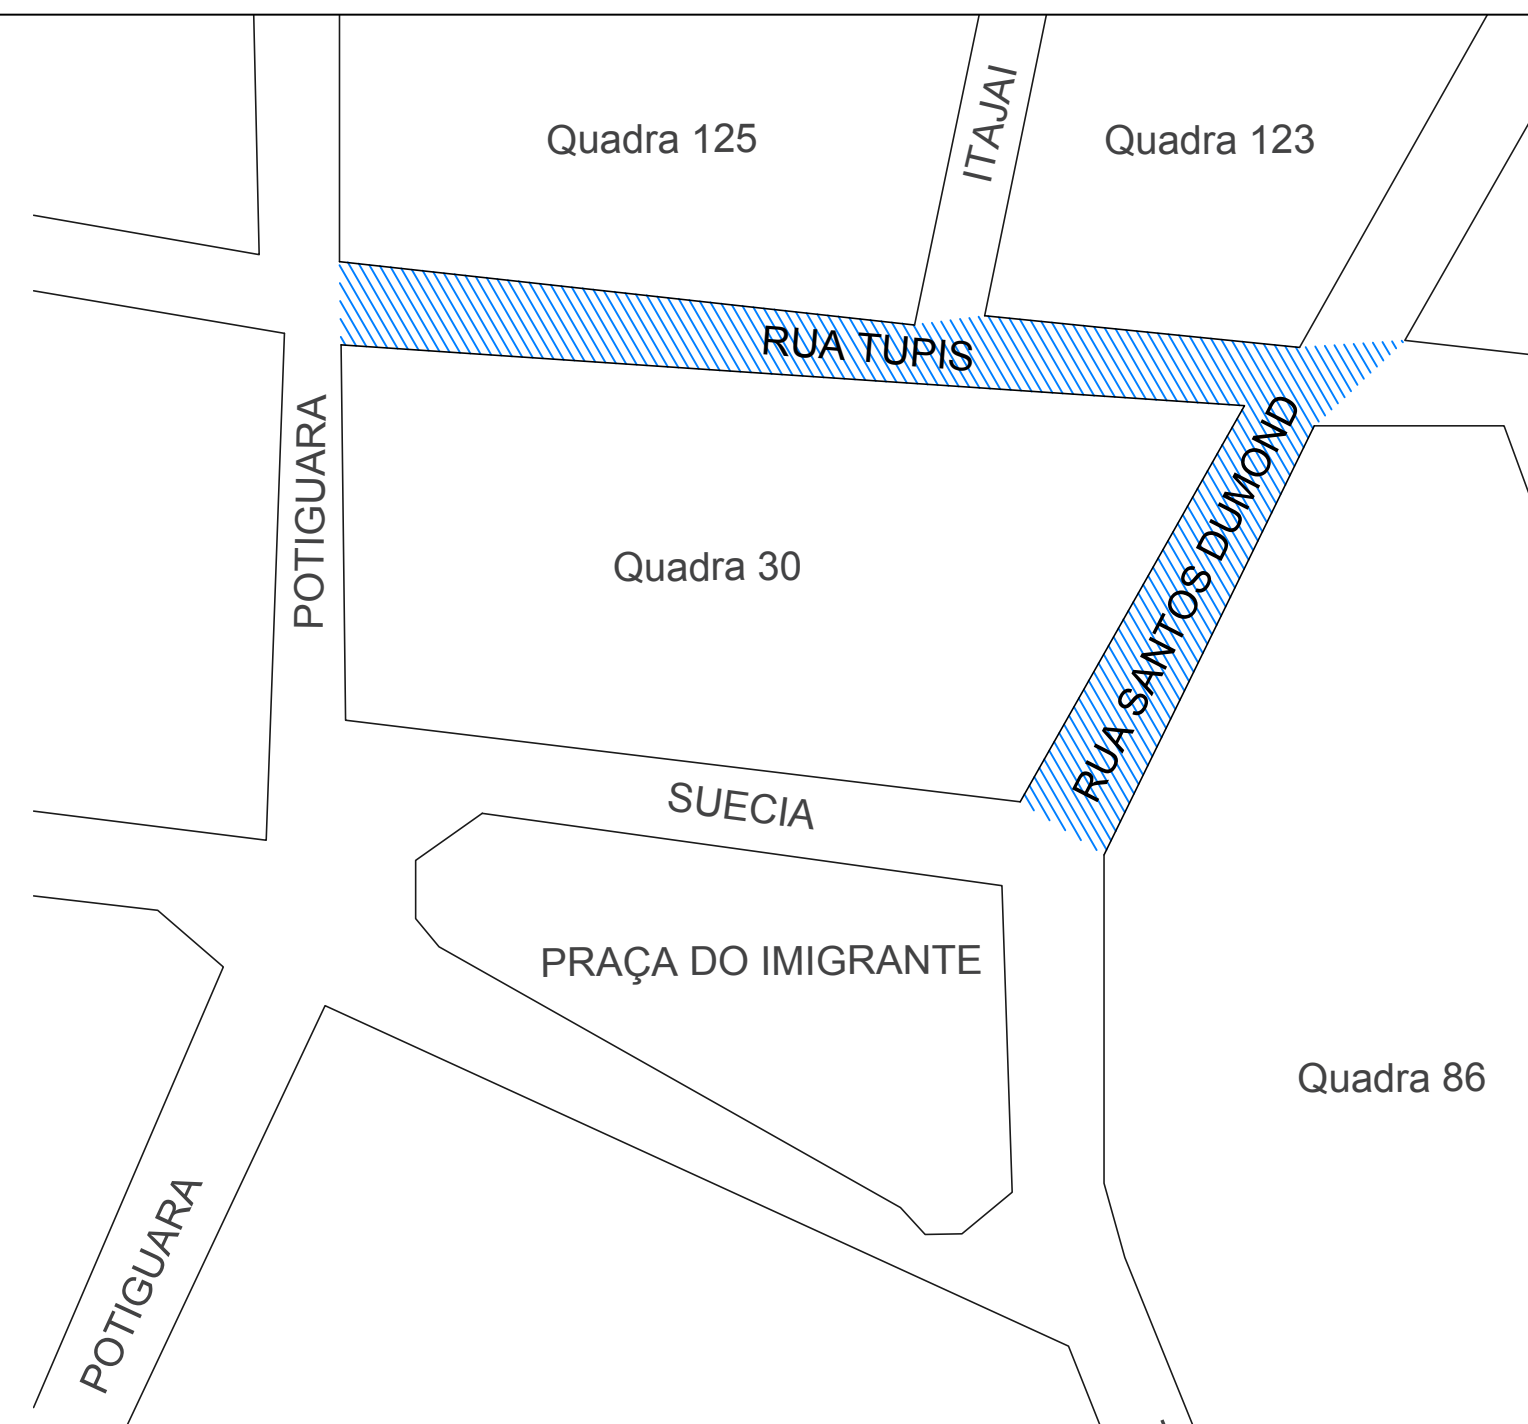 ITAJAI
Quadra 125
Quadra 123
RUA TUPIS
POTIGUARA
RUA SANTOS DUMOND
Quadra 30
SUECIA
PRAÇA DO IMIGRANTE
Quadra 86
POTIGUARA